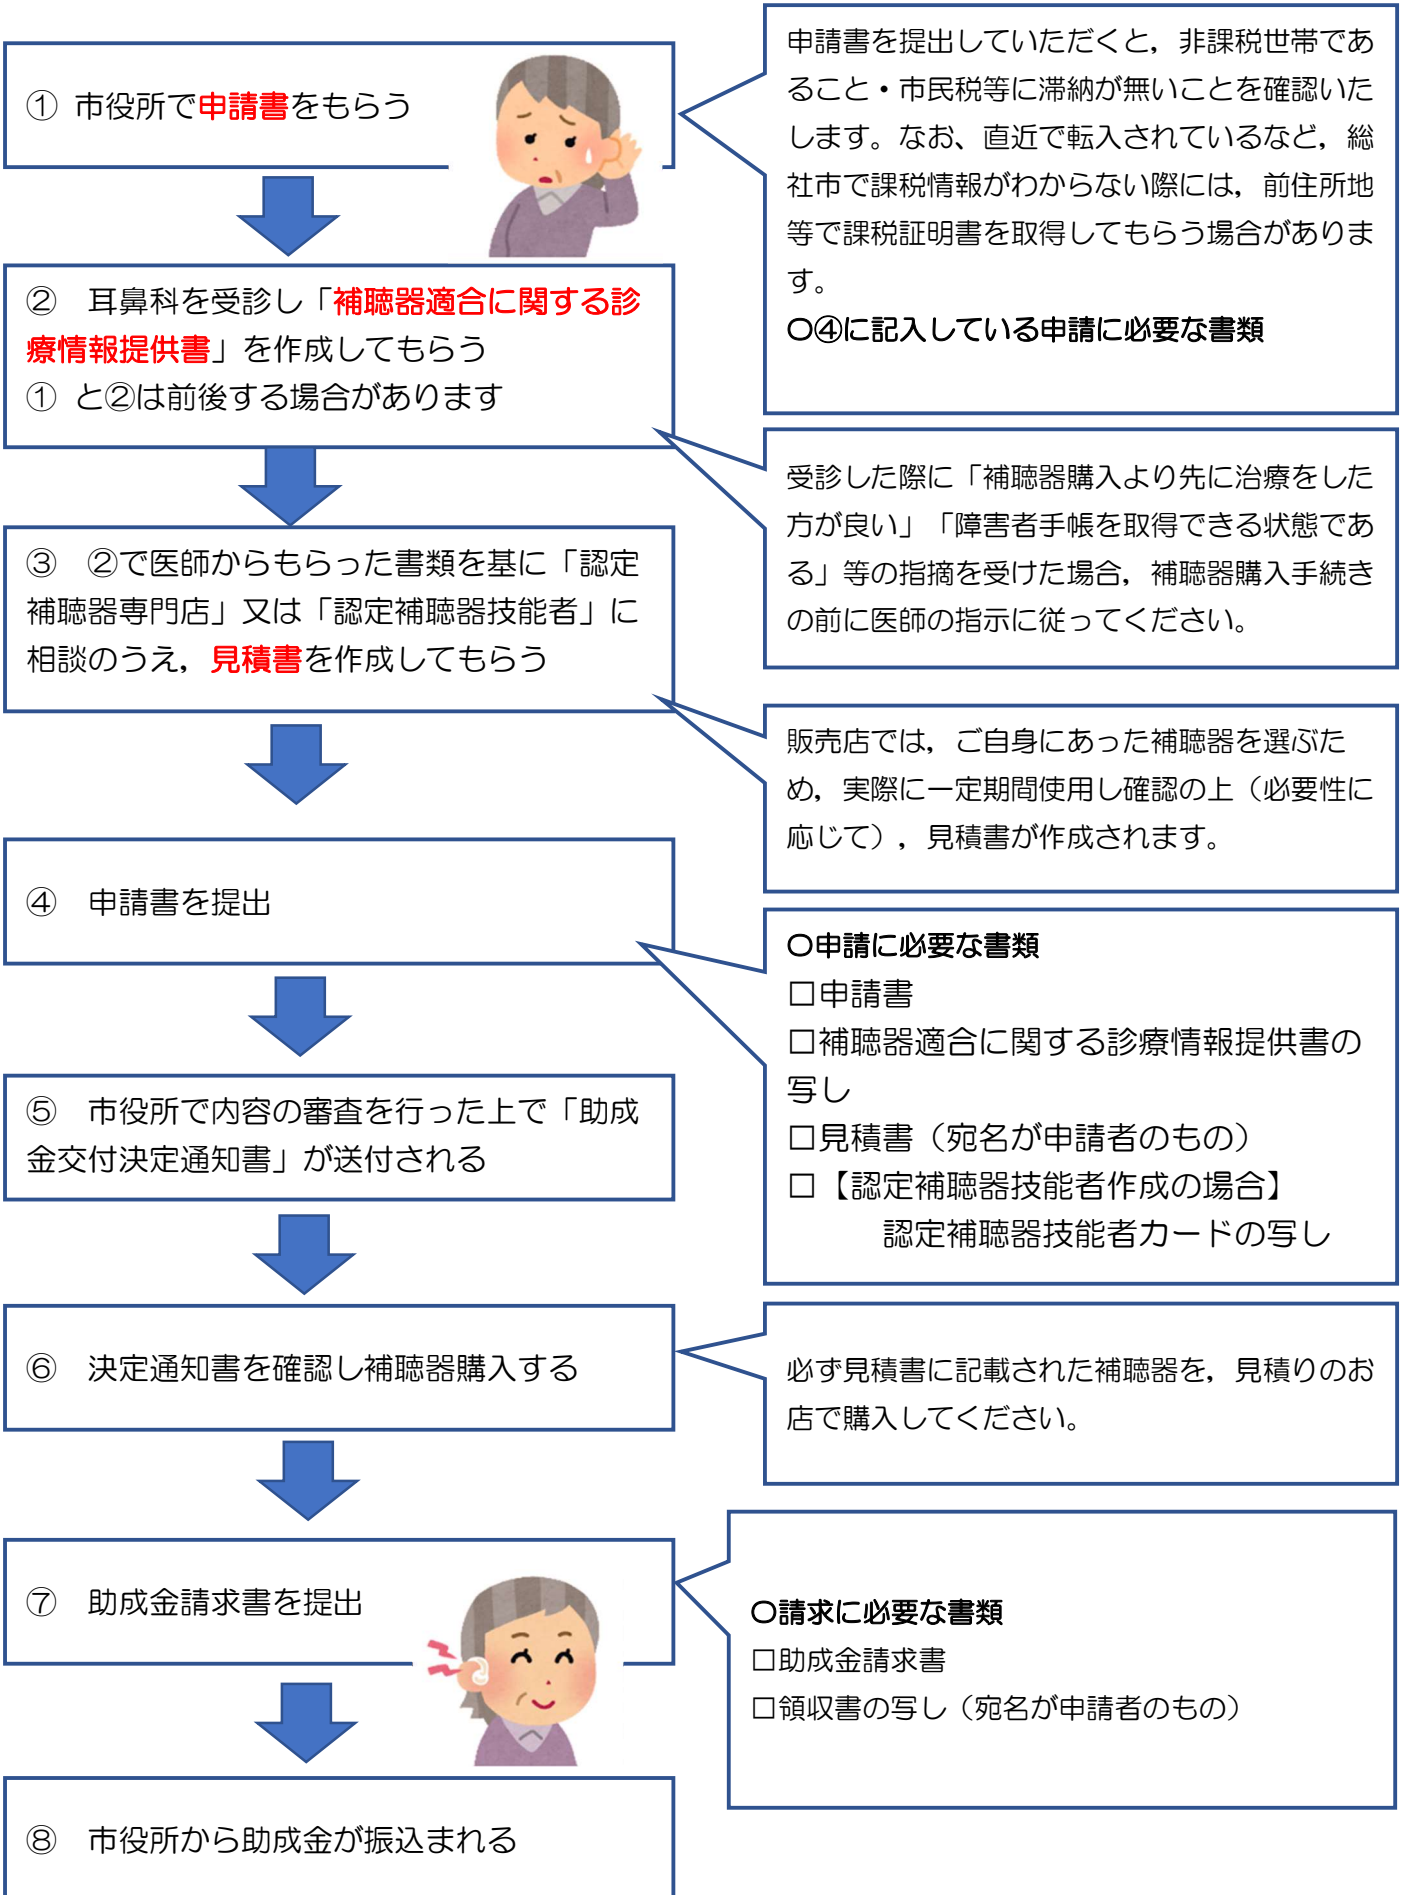 ① 市役所で申請書をもらう
申請書を提出していただくと，非課税世帯であ
ること・市民税等に滞納が無いことを確認いた
します。なお、直近で転入されているなど，総
社市で課税情報がわからない際には，前住所地
等で課税証明書を取得してもらう場合がありま
す。
〇④に記入している申請に必要な書類
②　耳鼻科を受診し「補聴器適合に関する診
療情報提供書」を作成してもらう
① と②は前後する場合があります
受診した際に「補聴器購入より先に治療をした
方が良い」「障害者手帳を取得できる状態であ
る」等の指摘を受けた場合，補聴器購入手続き
の前に医師の指示に従ってください。
③　②で医師からもらった書類を基に「認定
補聴器専門店」又は「認定補聴器技能者」に
相談のうえ，見積書を作成してもらう
販売店では，ご自身にあった補聴器を選ぶた
め，実際に一定期間使用し確認の上（必要性に
応じて），見積書が作成されます。
④　申請書を提出
〇申請に必要な書類
□申請書
□補聴器適合に関する診療情報提供書の
写し
□見積書（宛名が申請者のもの）
□【認定補聴器技能者作成の場合】
認定補聴器技能者カードの写し
⑤　市役所で内容の審査を行った上で「助成
金交付決定通知書」が送付される
⑥　決定通知書を確認し補聴器購入する
必ず見積書に記載された補聴器を，見積りのお
店で購入してください。
⑦　助成金請求書を提出
〇請求に必要な書類
□助成金請求書
□領収書の写し（宛名が申請者のもの）
⑧　市役所から助成金が振込まれる